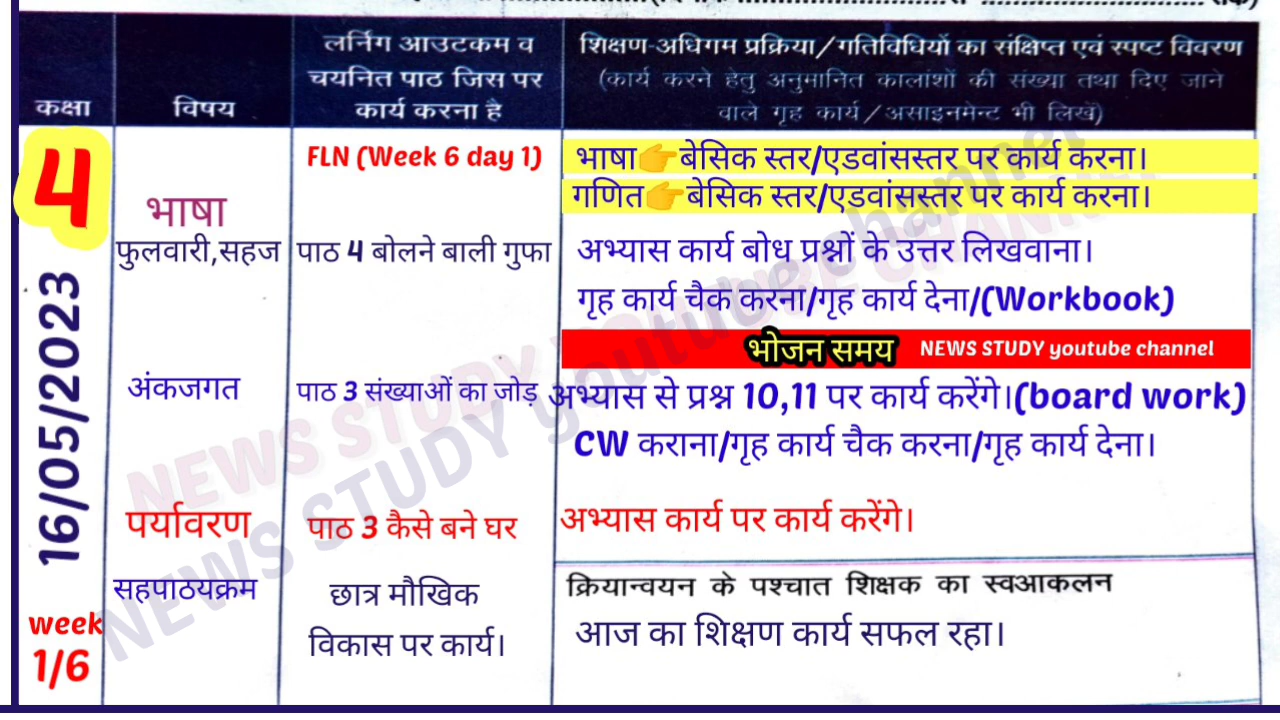 लर्निंग आउटकम व
चयनित पाठ जिस पर
कार्य करना है
शिक्षण-अधिगम प्रक्रिया/गतिविधियों का संक्षिप्त एवं स्पष्ट विवरण
(कार्य करने हेतु अनुमानित कालांशों की संख्या तथा दिए जाने
वाले गृह कार्य/असाइनमेन्ट भी लिखें)
कक्षा
विषय
4
FLN (Week 6 day 1)
भाषा👉बेसिक स्तर/एडवांसस्तर पर कार्य करना।
गणित👉बेसिक स्तर/एडवांसस्तर पर कार्य करना।
भाषा
फुलवारी,सहज
पाठ 4 बोलने बाली गुफा
अभ्यास कार्य बोध प्रश्नों के उत्तर लिखवाना।
गृह कार्य चैक करना/गृह कार्य देना/(Workbook)
16/05/2023
भोजन समय
NEWS STUDY youtube channel
अंकजगत
पाठ 3 संख्याओं का जोड़
अभ्यास से प्रश्न 10,11 पर कार्य करेंगे।(board work)
CW कराना/गृह कार्य चैक करना/गृह कार्य देना।
पर्यावरण
पाठ 3 कैसे बने घर
अभ्यास कार्य पर कार्य करेंगे।
सहपाठयक्रम
छात्र मौखिक
विकास पर कार्य।
क्रियान्वयन के पश्चात शिक्षक का स्वआकलन
आज का शिक्षण कार्य सफल रहा।
week
1/6
NEWS STUDY YOUTUBE CHANNEL
NEWS STUDY youtube channel